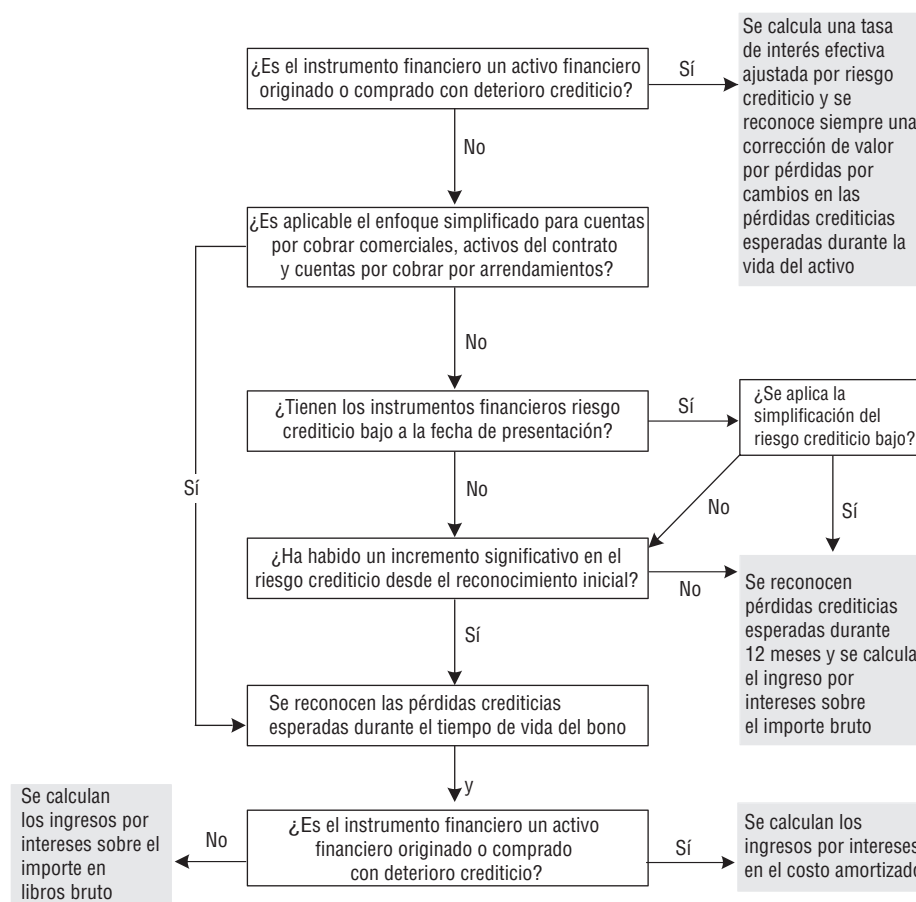 ¿Es el instrumento financiero un activo financiero
originado o comprado con deterioro crediticio?
Sí
Se calcula una tasa
de interés efectiva
ajustada por riesgo
crediticio y se
reconoce siempre una
corrección de valor
por pérdidas por
cambios en las
pérdidas crediticias
esperadas durante la
vida del activo
No
¿Es aplicable el enfoque simplificado para cuentas
por cobrar comerciales, activos del contrato
y cuentas por cobrar por arrendamientos?
No
¿Tienen los instrumentos financieros riesgo
crediticio bajo a la fecha de presentación?
Sí
¿Se aplica la
simplificación del
riesgo crediticio bajo?
Sí
No
No
Sí
¿Ha habido un incremento significativo en el
riesgo crediticio desde el reconocimiento inicial?
No
Se reconocen
pérdidas crediticias
esperadas durante
12 meses y se calcula
el ingreso por
intereses sobre
el importe bruto
Sí
Se reconocen las pérdidas crediticias
esperadas durante el tiempo de vida del bono
y
Se calculan
los ingresos por
intereses sobre el
importe en
libros bruto
No
¿Es el instrumento financiero un activo
financiero originado o comprado
con deterioro crediticio?
Sí
Se calculan los
ingresos por intereses
en el costo amortizado